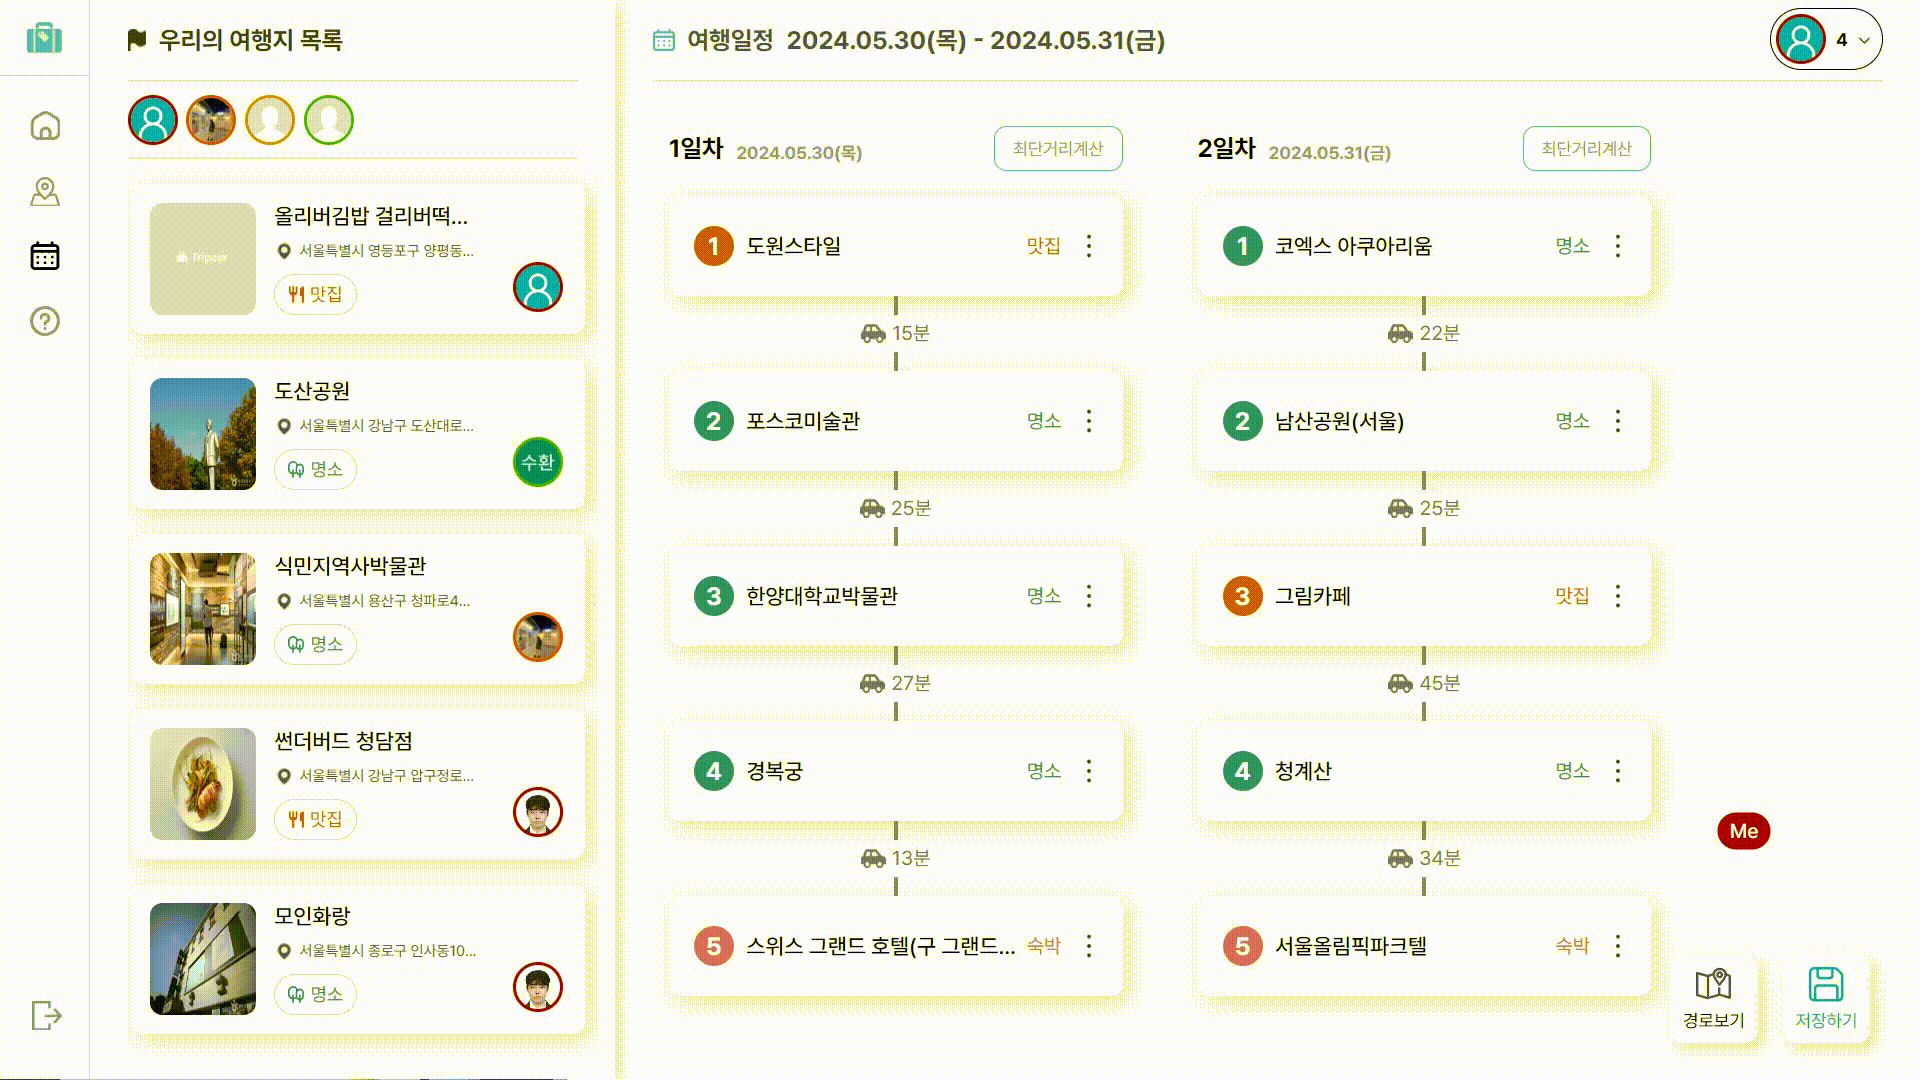 우리의 여행지 목록
올리버김밥 걸리버떡...
서울특별시 영등포구 양평동...
Tripeer
맛집
도산공원
서울특별시 강남구 도산대로...
수환
명소
식민지역사박물관
서울특별시 용산구 청파로4...
명소
썬더버드 청담점
서울특별시 강남구 압구정로...
맛집
모인화랑
서울특별시 종로구 인사동10...
명소
여행일정 2024.05.30(목) - 2024.05.31(금)
4
1일차 2024.05.30(목) 최단거리계산
1 도원스타일 맛집
15분
2 포스코미술관 명소
25분
3 한양대학교박물관 명소
27분
4 경복궁 명소
13분
5 스위스 그랜드 호텔(구 그랜드... 숙박
2일차 2024.05.31(금) 최단거리계산
1 코엑스 아쿠아리움 명소
22분
2 남산공원(서울) 명소
25분
3 그림카페 맛집
45분
4 청계산 명소
34분
5 서울올림픽파크텔 숙박
Me
경로보기
저장하기